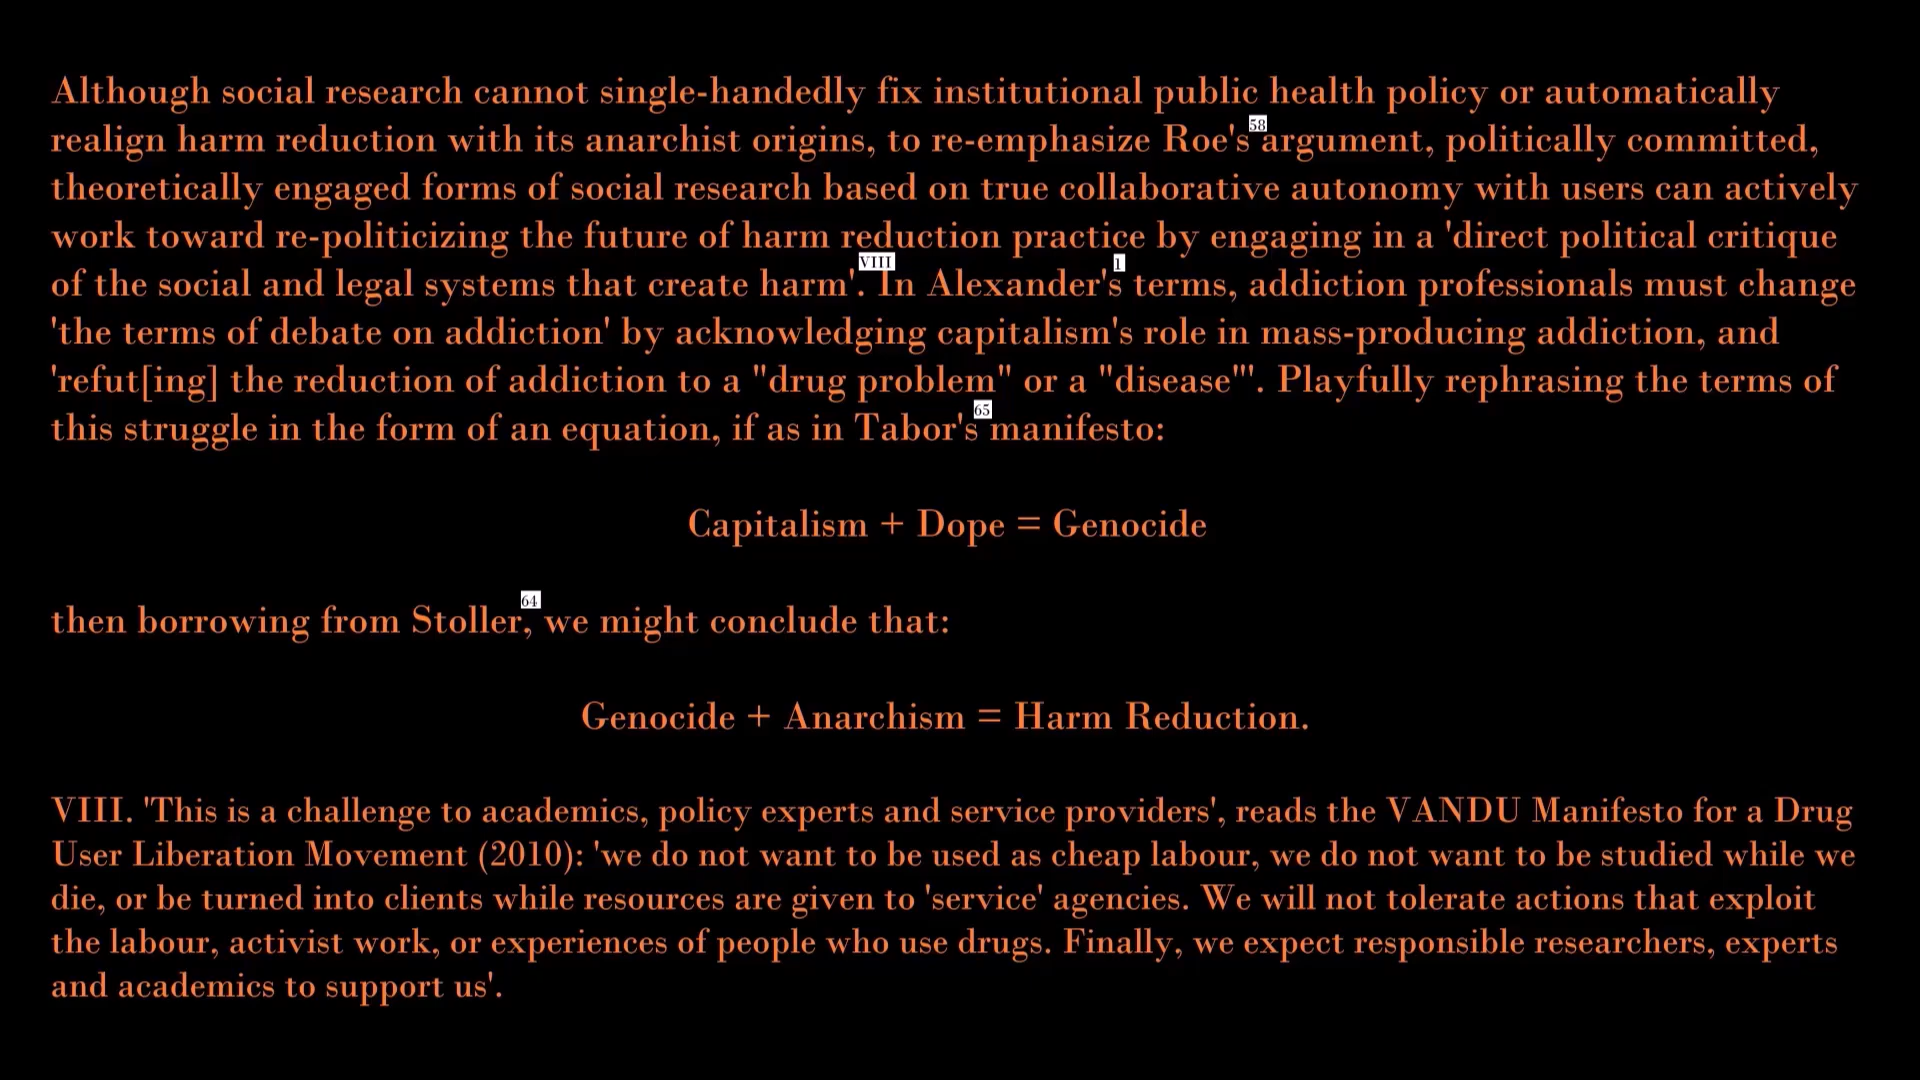 Although social research cannot single-handedly fix institutional public health policy or automatically
realign harm reduction with its anarchist origins, to re-emphasize Roe's58 argument, politically committed,
theoretically engaged forms of social research based on true collaborative autonomy with users can actively
work toward re-politicizing the future of harm reduction practice by engaging in a 'direct political critique
of the social and legal systems that create harm'.VIII In Alexander's1 terms, addiction professionals must change
'the terms of debate on addiction' by acknowledging capitalism's role in mass-producing addiction, and
'refut[ing] the reduction of addiction to a "drug problem" or a "disease"'. Playfully rephrasing the terms of
this struggle in the form of an equation, if as in Tabor's65 manifesto:
Capitalism + Dope = Genocide
then borrowing from Stoller,64 we might conclude that:
Genocide + Anarchism = Harm Reduction.
VIII. 'This is a challenge to academics, policy experts and service providers', reads the VANDU Manifesto for a Drug
User Liberation Movement (2010): 'we do not want to be used as cheap labour, we do not want to be studied while we
die, or be turned into clients while resources are given to 'service' agencies. We will not tolerate actions that exploit
the labour, activist work, or experiences of people who use drugs. Finally, we expect responsible researchers, experts
and academics to support us'.